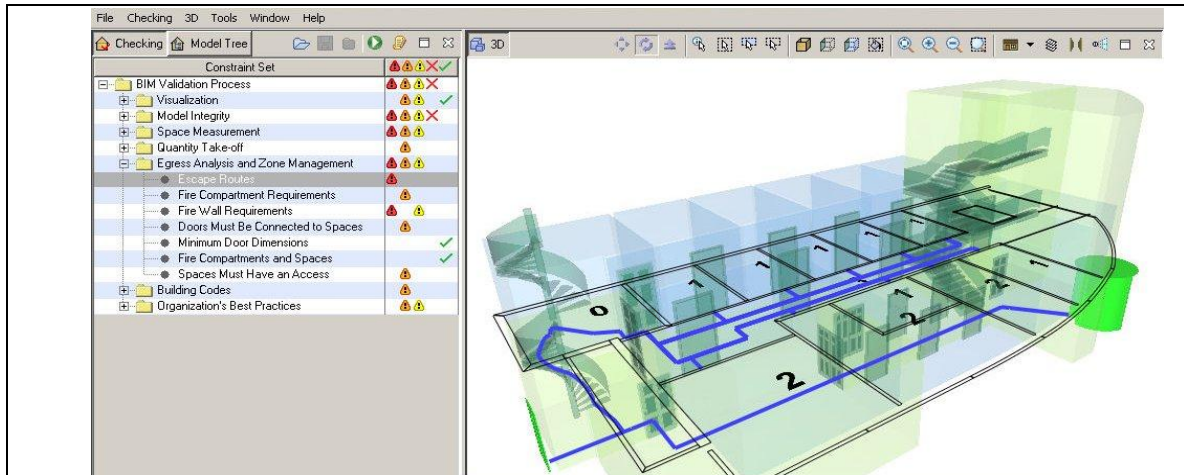 File Checking 3D Tools Window Help
Checking Model Tree
3D
Constraint Set
BIM Validation Process
Visualization
Model Integrity
Space Measurement
Quantity Take-off
Egress Analysis and Zone Management
Escape Routes
Fire Compartment Requirements
Fire Wall Requirements
Doors Must Be Connected to Spaces
Minimum Door Dimensions
Fire Compartments and Spaces
Spaces Must Have an Access
Building Codes
Organization's Best Practices
0
1
1
1
1
1
1
2
2
1
2